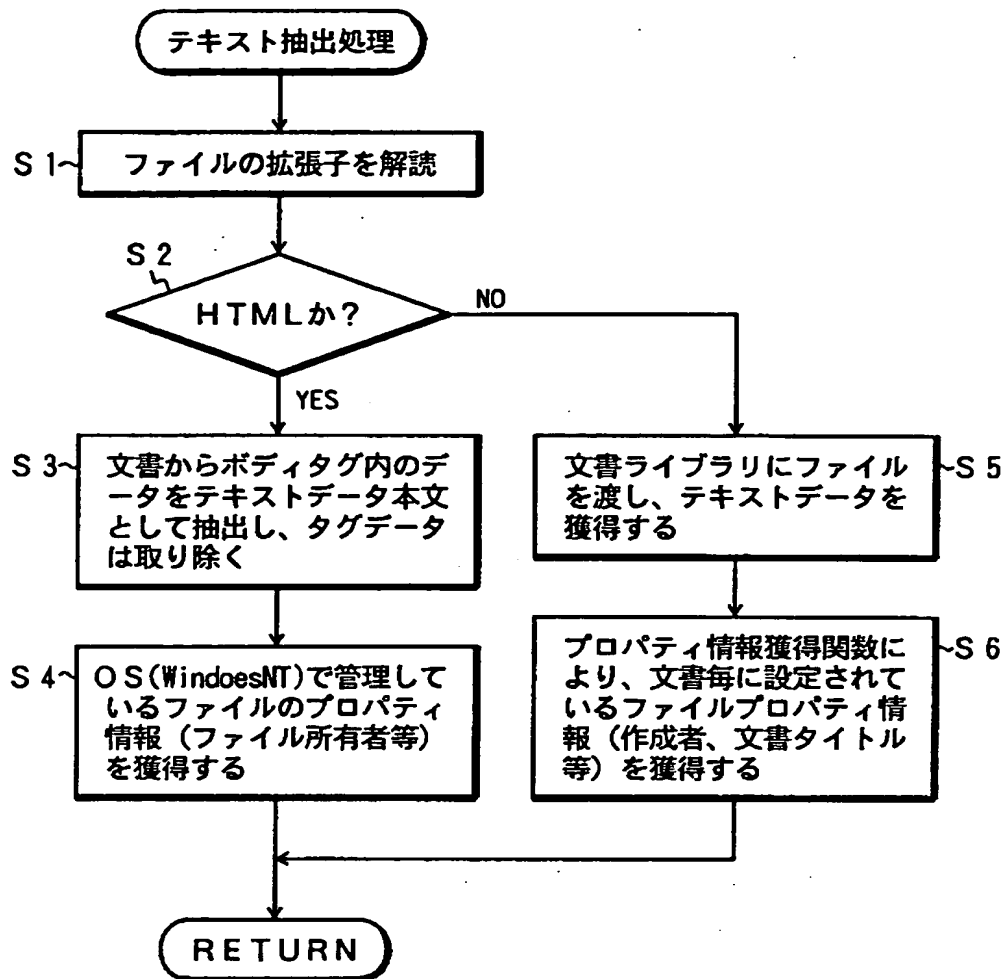 テキスト抽出処理
S1
ファイルの拡張子を解読
S2
HTMLか?
NO
YES
S3
文書からボディタグ内のデ
ータをテキストデータ本文
として抽出し、タグデータ
は取り除く
文書ライブラリにファイル
を渡し、テキストデータを
獲得する
S5
S4
OS(WindoesNT)で管理して
いるファイルのプロパティ
情報(ファイル所有者等)
を獲得する
プロパティ情報獲得関数に
より、文書毎に設定されて
いるファイルプロパティ情
報(作成者、文書タイトル
等)を獲得する
S6
RETURN